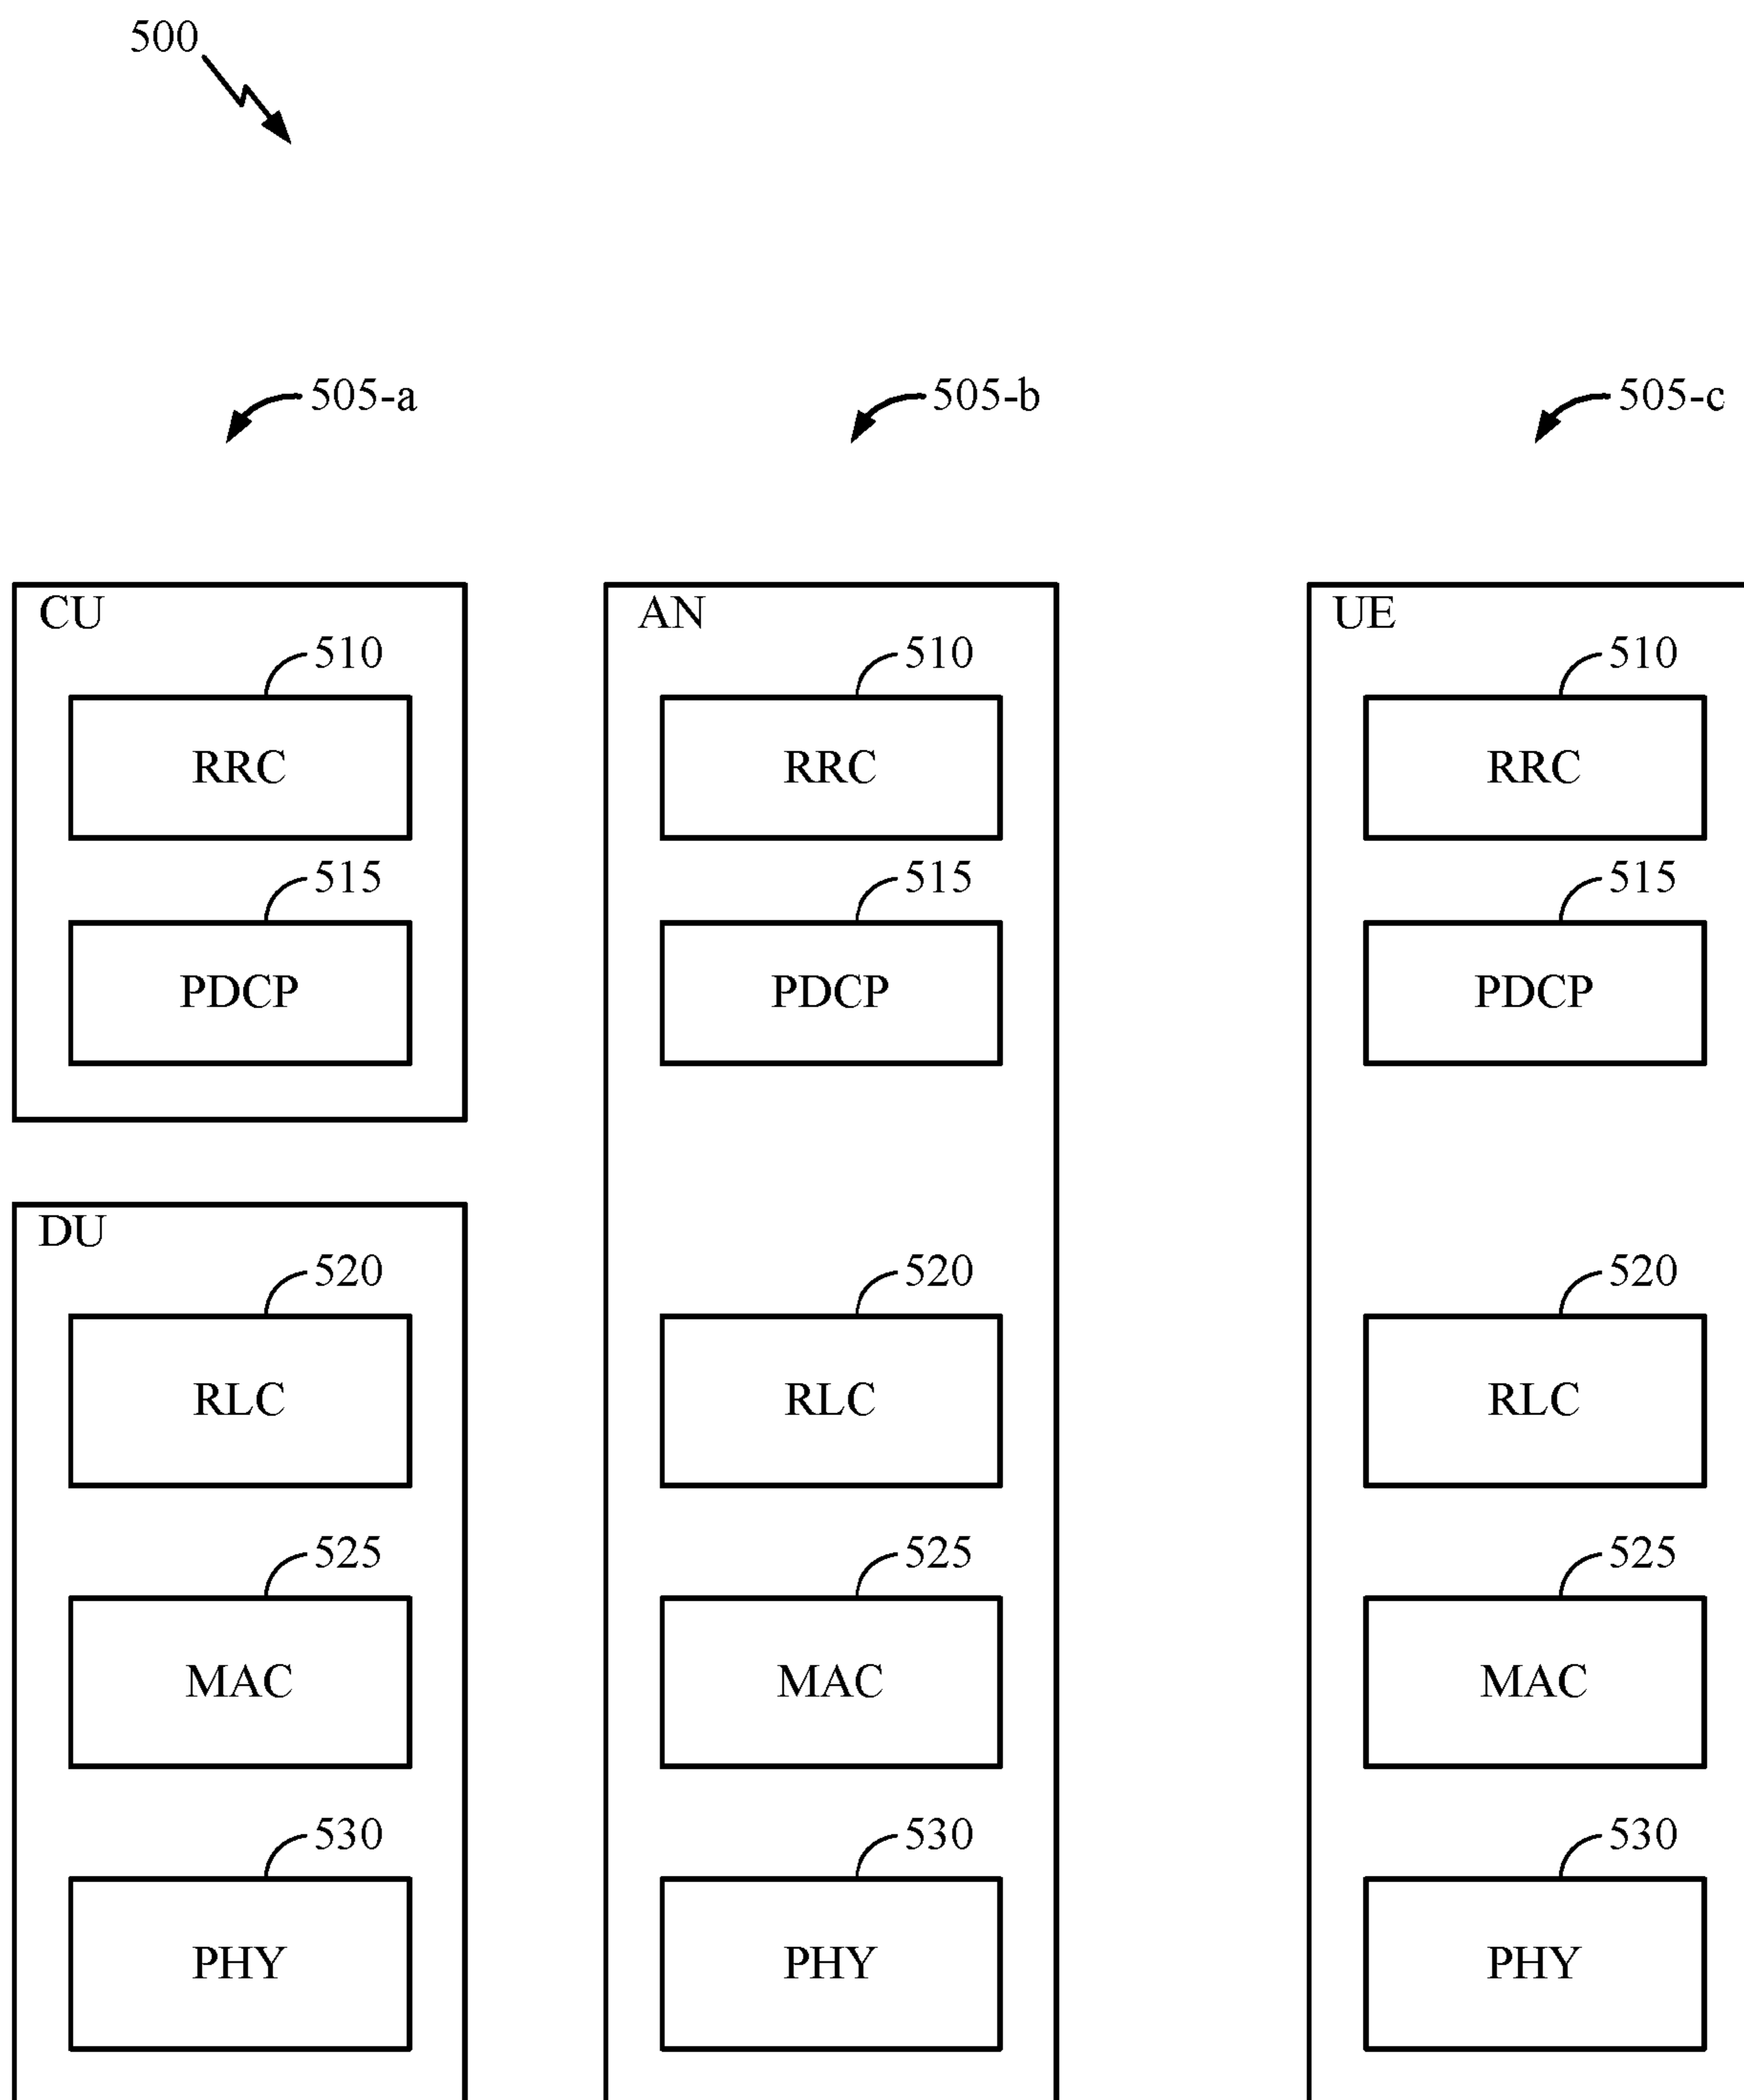 500
505-a 505-b 505-c
CU AN UE
510 510 510
RRC RRC RRC
515 515 515
PDCP PDCP PDCP
DU
520 520 520
RLC RLC RLC
525 525 525
MAC MAC MAC
530 530 530
PHY PHY PHY